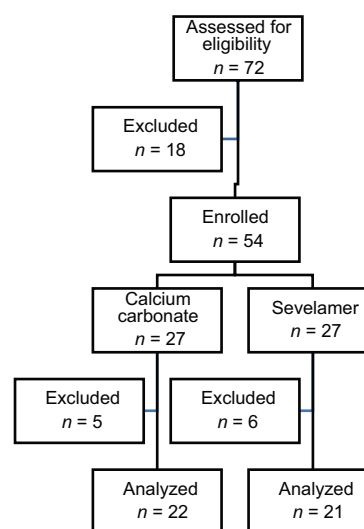 Assessed for
eligibility
n = 72
Excluded
n = 18
Enrolled
n = 54
Calcium
carbonate
n = 27
Sevelamer
n = 27
Excluded
n = 5
Excluded
n = 6
Analyzed
n = 22
Analyzed
n = 21